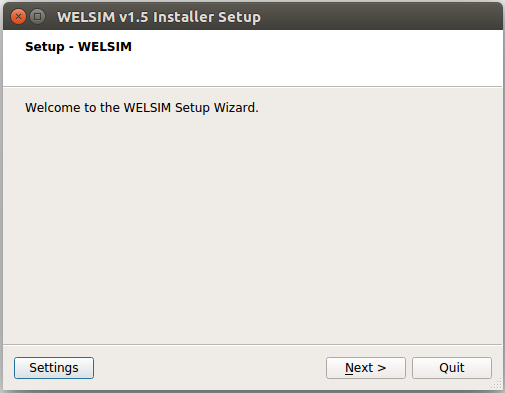 WELSIM v1.5 Installer Setup
Setup - WELSIM
Welcome to the WELSIM Setup Wizard.
Settings
Next >
Quit